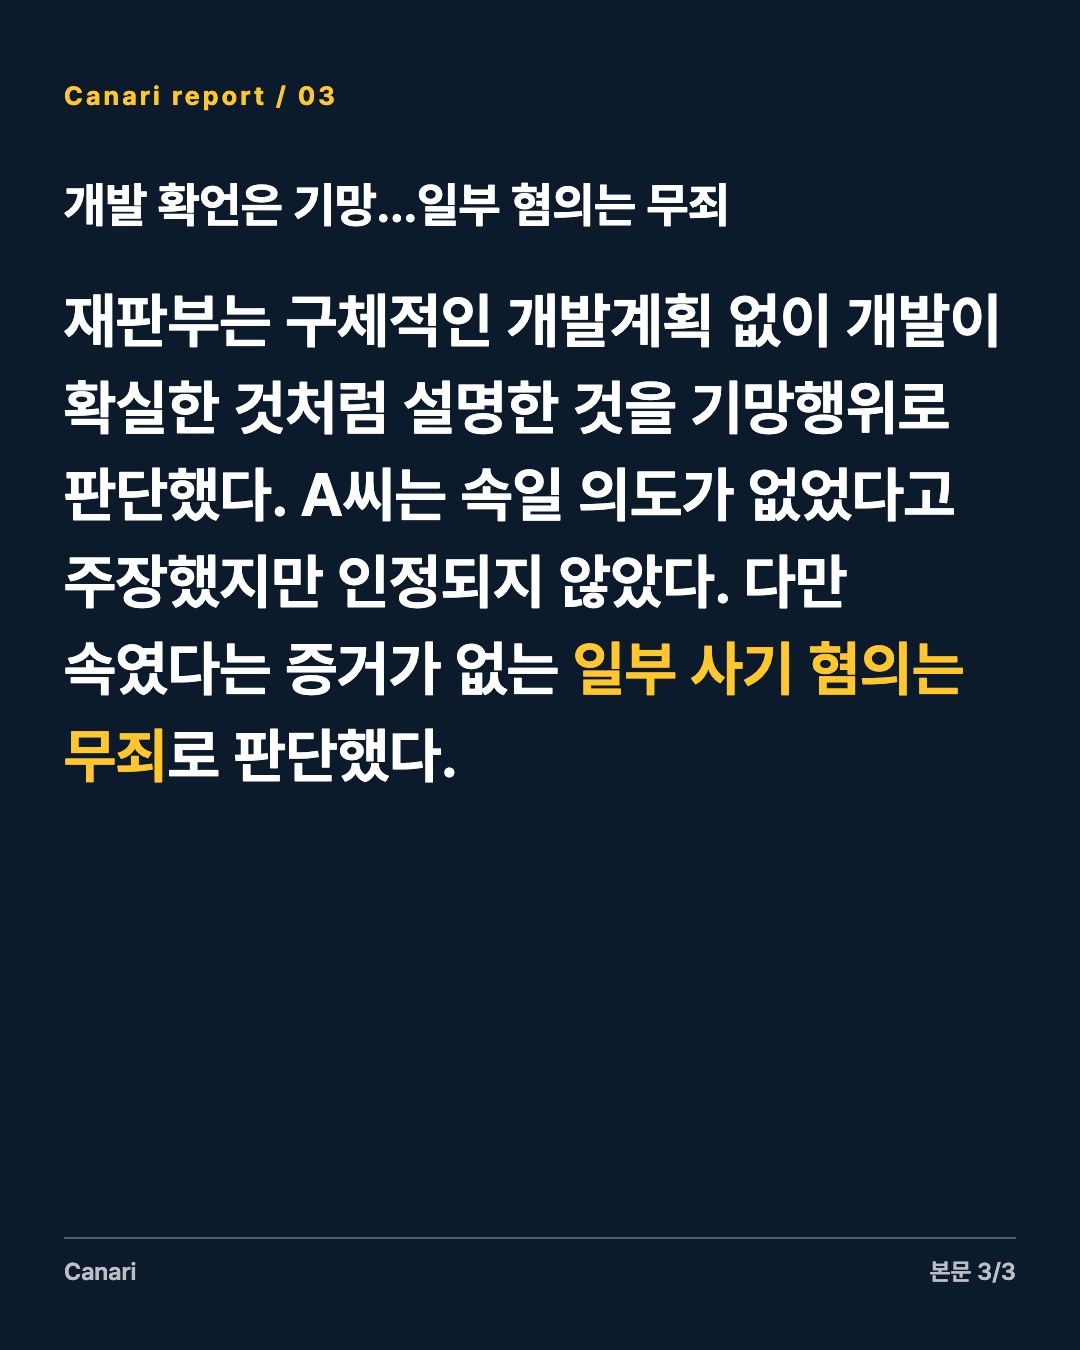 Canari report / 03
개발 확언은 기망...일부 혐의는 무죄
재판부는 구체적인 개발계획 없이 개발이
확실한 것처럼 설명한 것을 기망행위로
판단했다. A씨는 속일 의도가 없었다고
주장했지만 인정되지 않았다. 다만
속였다는 증거가 없는 일부 사기 혐의는
무죄로 판단했다.
Canari
본문 3/3